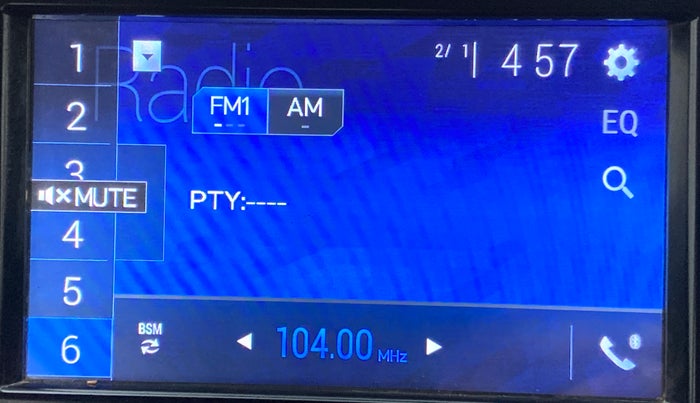 Radio
2/ 1 4 57
FM1 AM
EQ
PTY:----
1
2
3
MUTE
4
5
6
BSM
104.00 MHz